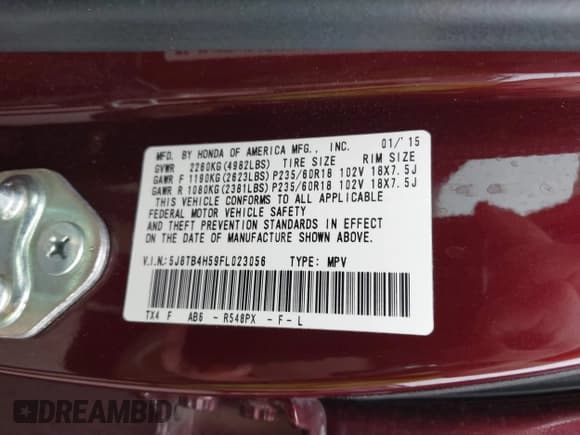 MFD. BY HONDA OF AMERICA MFG., INC. 01/'15
GVWR 2260KG(4982LBS) TIRE SIZE RIM SIZE
GAWR F 1190KG(2623LBS) P235/60R18 102V 18X7.5J
GAWR R 1080KG(2381LBS) P235/60R18 102V 18X7.5J
THIS VEHICLE CONFORMS TO ALL APPLICABLE
FEDERAL MOTOR VEHICLE SAFETY
AND THEFT PREVENTION STANDARDS IN EFFECT
ON THE DATE OF MANUFACTURE SHOWN ABOVE.
V.I.N.:5J8TB4H59FL023056 TYPE: MPV
TX4 F AB6 - R548PX - F - L
DREAMBID